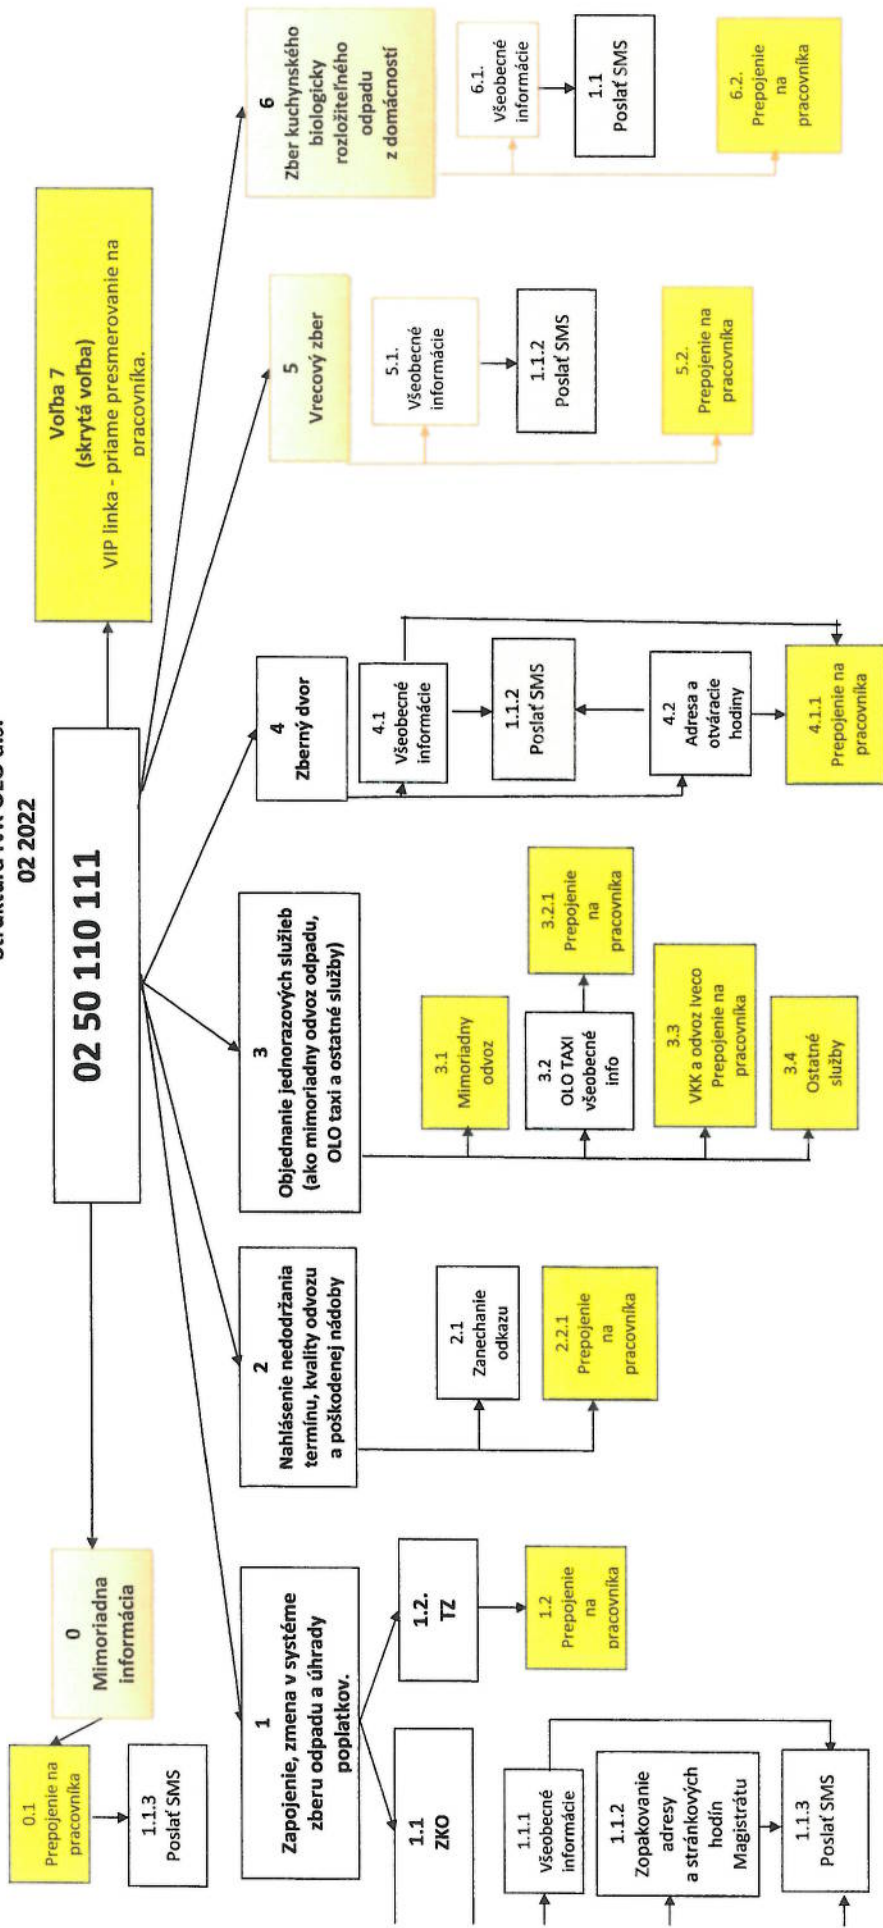 02 2022
02 50 110 111
Voľba 7
(skrytá voľba)
VIP linka - priame presmerovanie na
pracovníka.
0
Mimoriadna
informácia
0.1
Prepojenie na
pracovníka
1.1.3
Poslať SMS
1
Zapojenie, zmena v systéme
zberu odpadu a úhrady
poplatkov.
1.1
ZKO
1.1.1
Všeobecné
informácie
1.1.2
Zopakovanie
adresy
a stránkových
hodín
Magistrátu
1.1.3
Poslať SMS
1.2.
TZ
1.2
Prepojenie
na
pracovníka
2
Nahlásenie nedodržania
termínu, kvality odvozu
a poškodenej nádoby
2.1
Zanechanie
odkazu
2.2.1
Prepojenie
na
pracovníka
3
Objednanie jednorazových služieb
(ako mimoriadny odvoz odpadu,
OLO taxi a ostatné služby)
3.1
Mimoriadny
odvoz
3.2
OLO TAXI
všeobecné
info
3.2.1
Prepojenie
na
pracovníka
3.3
VKK a odvoz Iveco
Prepojenie na
pracovníka
3.4
Ostatné
služby
4
Zberný dvor
4.1
Všeobecné
informácie
1.1.2
Poslať SMS
4.2
Adresa a
otváracie
hodiny
4.1.1
Prepojenie na
pracovníka
5
Vrecový zber
5.1.
Všeobecné
informácie
1.1.2
Poslať SMS
5.2.
Prepojenie na
pracovníka
6
Zber kuchynského
biologicky
rozložiteľného
odpadu
z domácností
6.1.
Všeobecné
informácie
1.1
Poslať SMS
6.2.
Prepojenie
na
pracovníka